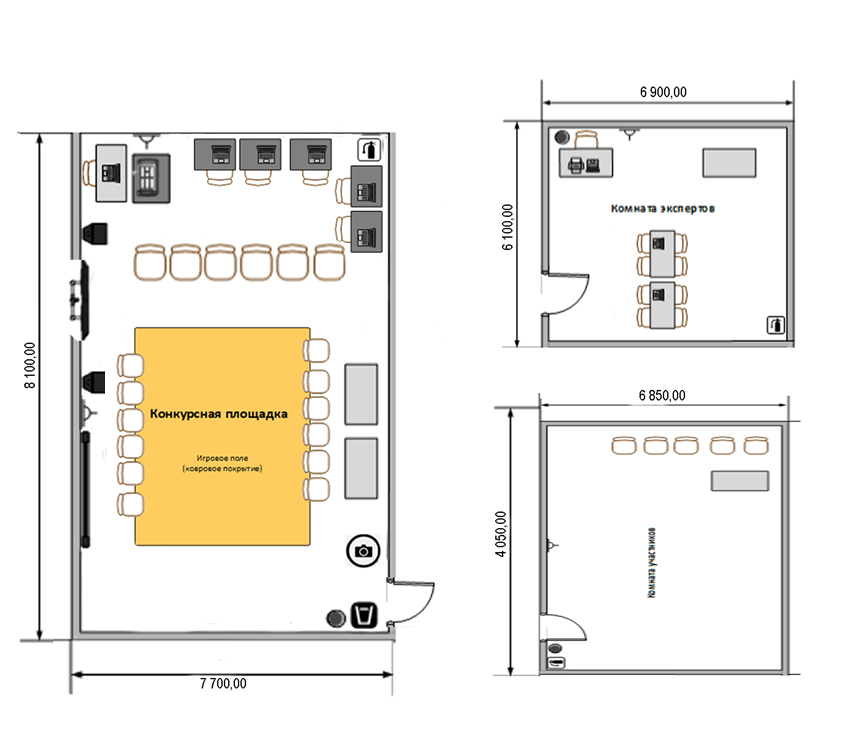 6 900,00
6 100,00
Комната экспертов
8 100,00
Конкурсная площадка
Игровое поле
(ковровое покрытие)
7 700,00
6 850,00
4 050,00
Комната участников